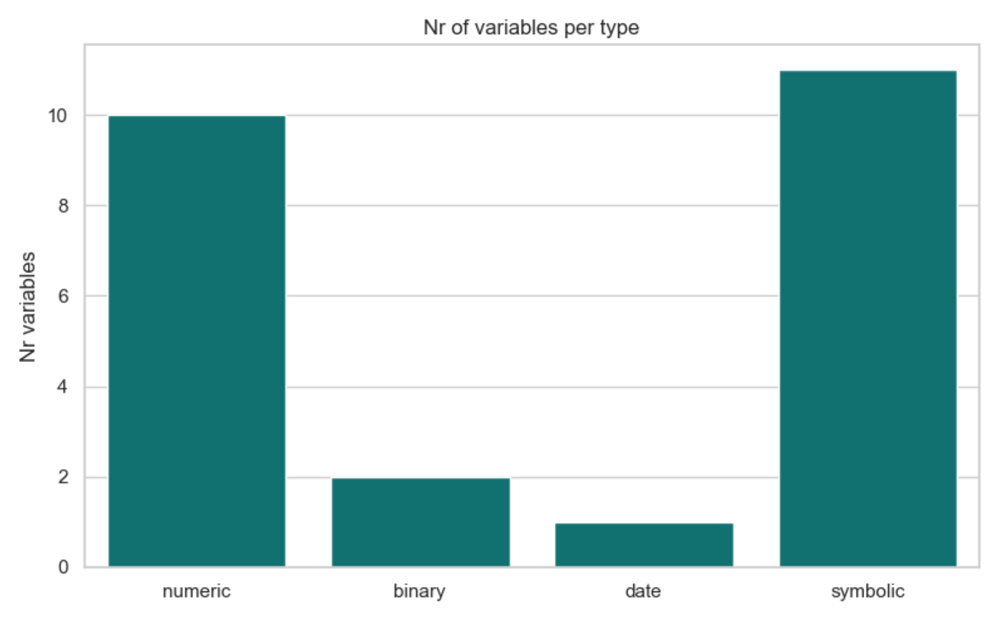 Nr of variables per type
Nr variables
10
8
6
4
2
0
numeric
binary
date
symbolic